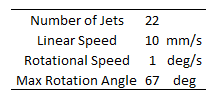 Number of Jets 22
Linear Speed 10 mm/s
Rotational Speed 1 deg/s
Max Rotation Angle 67 deg